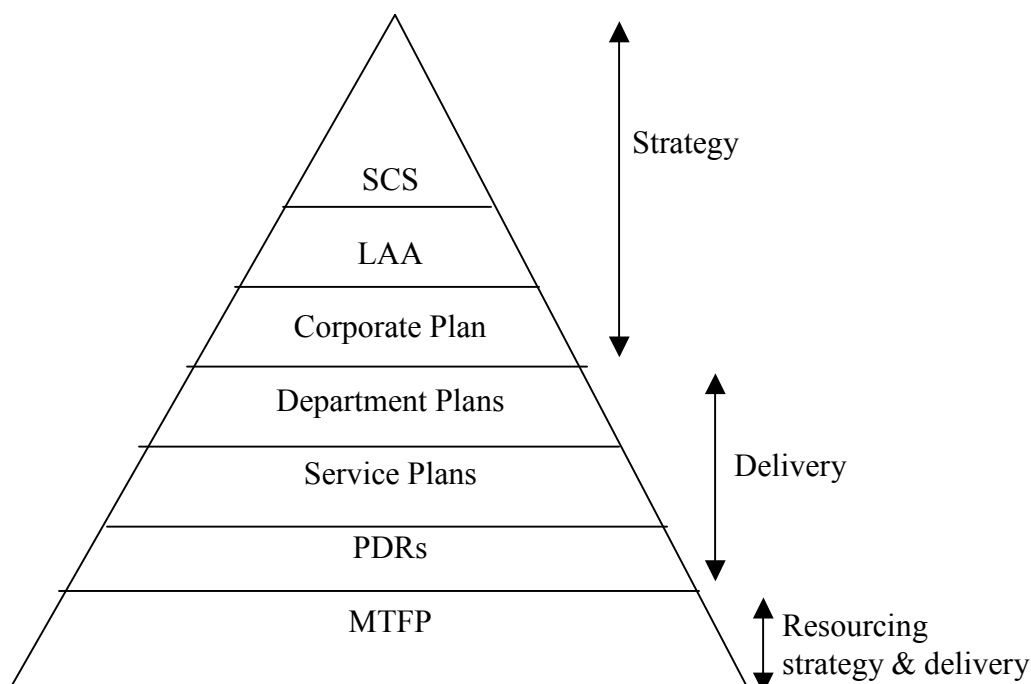 Strategy
SCS
LAA
Corporate Plan
Department Plans
Delivery
Service Plans
PDRs
MTFP
Resourcing
strategy & delivery